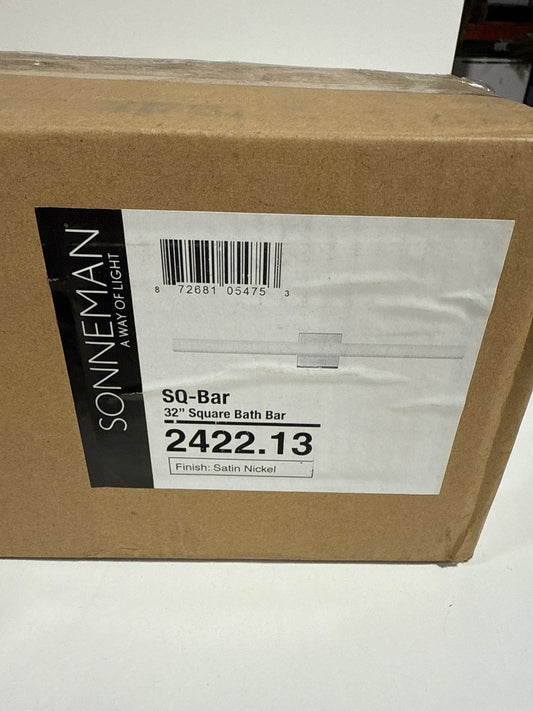 SONNEMAN®
A WAY OF LIGHT
8 72681 05475 3
SQ-Bar
32” Square Bath Bar
2422.13
Finish: Satin Nickel